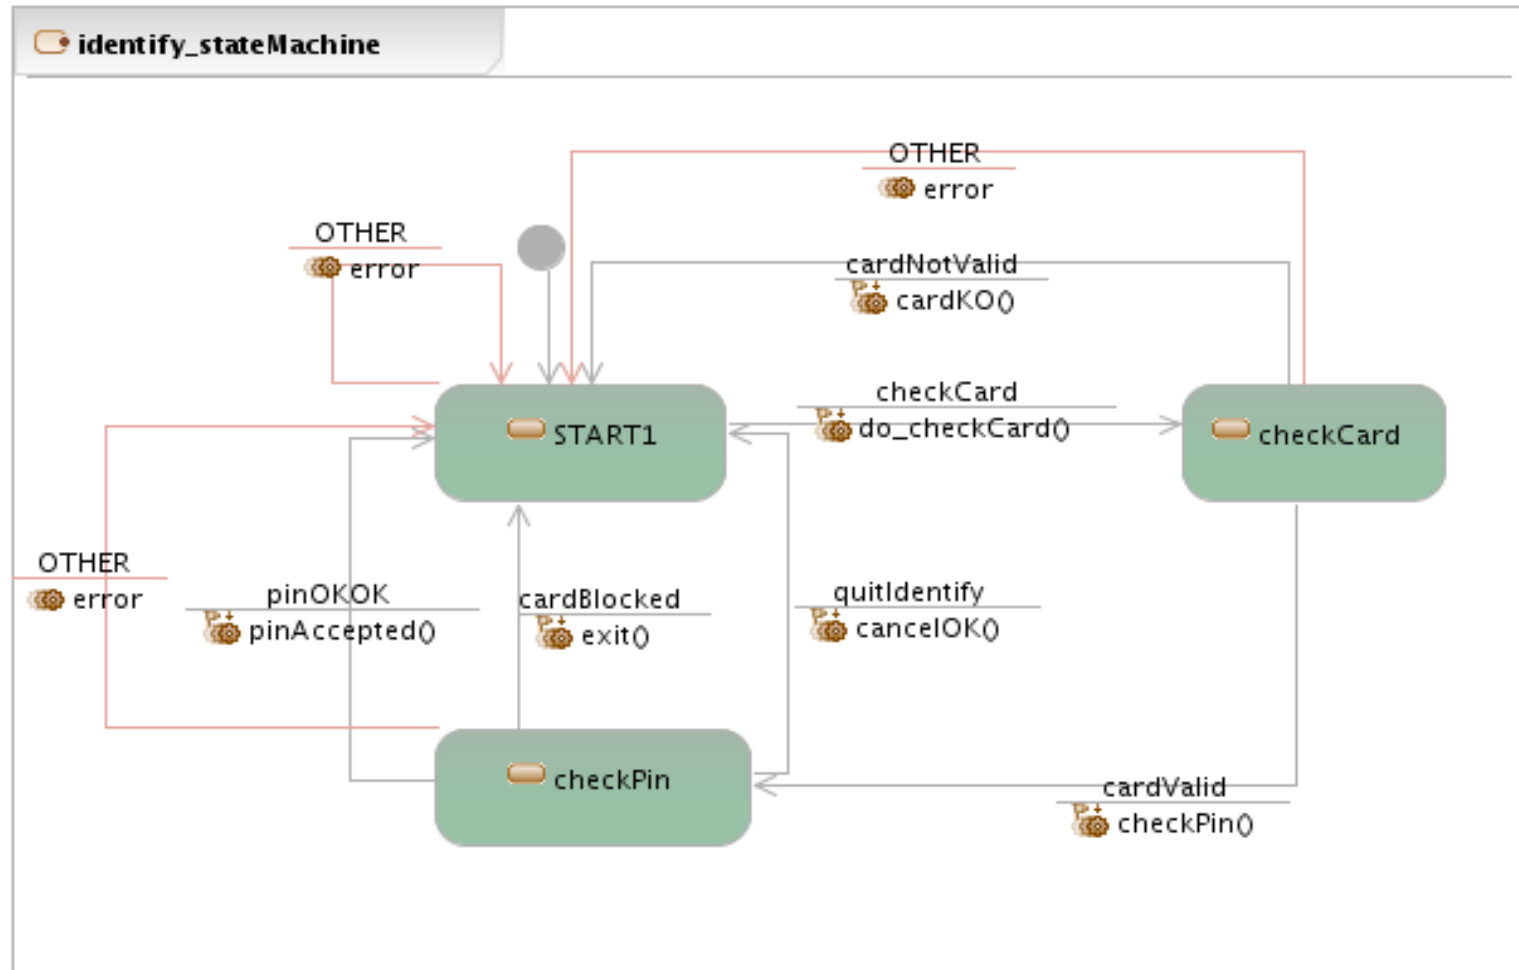 identify_stateMachine
OTHER
error
OTHER
error
cardNotValid
cardKO()
checkCard
do_checkCard()
START1
checkCard
OTHER
error
pinOKOK
pinAccepted()
cardBlocked
exit()
quitIdentify
cancelOK()
checkPin
cardValid
checkPin()